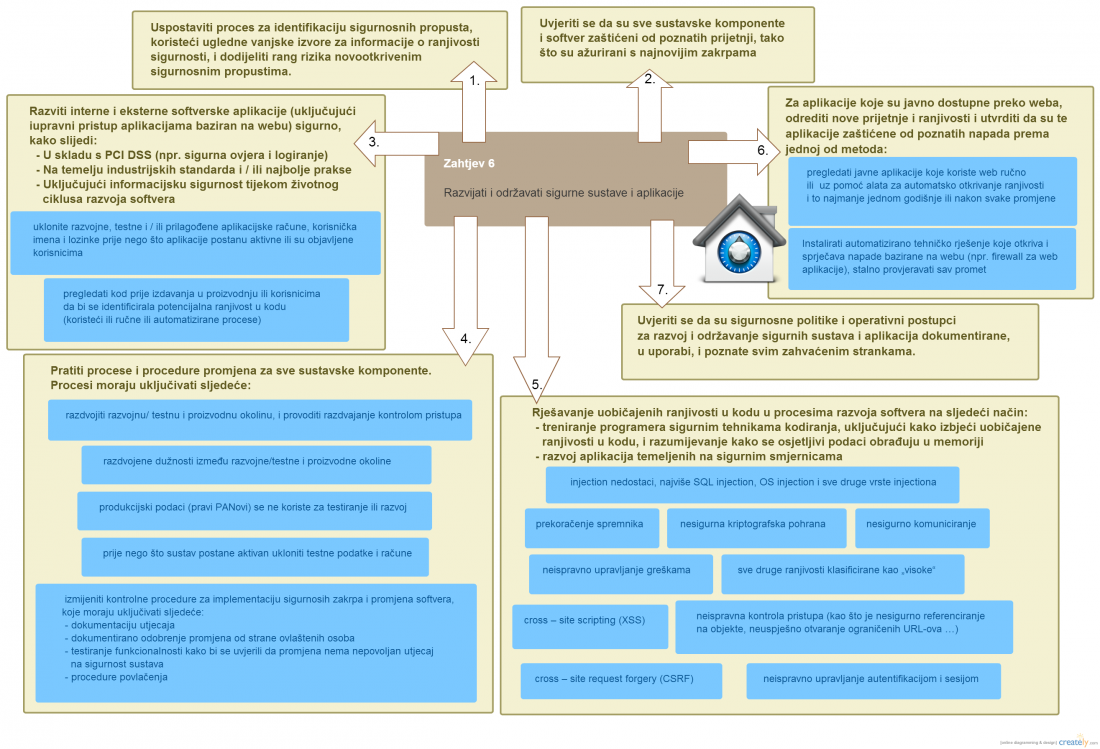 Uspostaviti proces za identifikaciju sigurnosnih propusta,
koristeći ugledne vanjske izvore za informacije o ranjivosti
sigurnosti, i dodijeliti rang rizika novootkrivenim
sigurnosnim propustima.
1.
Uvjeriti se da su sve sustavske komponente
i softver zaštićeni od poznatih prijetnji, tako
što su ažurirani s najnovijim zakrpama
2.
Zahtjev 6
Razvijati i održavati sigurne sustave i aplikacije
3.
Razviti interne i eksterne softverske aplikacije (uključujući
iupravni pristup aplikacijama baziran na webu) sigurno,
kako slijedi:
- U skladu s PCI DSS (npr. sigurna ovjera i logiranje)
- Na temelju industrijskih standarda i / ili najbolje prakse
- Uključujući informacijsku sigurnost tijekom životnog
ciklusa razvoja softvera
uklonite razvojne, testne i / ili prilagođene aplikacijske račune, korisnička
imena i lozinke prije nego što aplikacije postanu aktivne ili su objavljene
korisnicima
pregledati kod prije izdavanja u proizvodnju ili korisnicima
da bi se identificirala potencijalna ranjivost u kodu
(koristeći ili ručne ili automatizirane procese)
4.
Pratiti procese i procedure promjena za sve sustavske komponente.
Procesi moraju uključivati sljedeće:
razdvojiti razvojnu/ testnu i proizvodnu okolinu, i provoditi razdvajanje kontrolom pristupa
razdvojene dužnosti između razvojne/testne i proizvodne okoline
produkcijski podaci (pravi PANovi) se ne koriste za testiranje ili razvoj
prije nego što sustav postane aktivan ukloniti testne podatke i račune
izmijeniti kontrolne procedure za implementaciju sigurnosih zakrpa i promjena softvera,
koje moraju uključivati sljedeće:
- dokumentaciju utjecaja
- dokumentirano odobrenje promjena od strane ovlaštenih osoba
- testiranje funkcionalnosti kako bi se uvjerili da promjena nema nepovoljan utjecaj
na sigurnost sustava
- procedure povlačenja
5.
Rješavanje uobičajenih ranjivosti u kodu u procesima razvoja softvera na sljedeći način:
- treniranje programera sigurnim tehnikama kodiranja, uključujući kako izbjeći uobičajene
ranjivosti u kodu, i razumijevanje kako se osjetljivi podaci obrađuju u memoriji
- razvoj aplikacija temeljenih na sigurnim smjernicama
injection nedostaci, najviše SQL injection, OS injection i sve druge vrste injectiona
prekoračenje spremnika
nesigurna kriptografska pohrana
nesigurno komuniciranje
neispravno upravljanje greškama
sve druge ranjivosti klasificirane kao „visoke“
cross – site scripting (XSS)
neispravna kontrola pristupa (kao što je nesigurno referenciranje
na objekte, neuspješno otvaranje ograničenih URL-ova …)
cross – site request forgery (CSRF)
neispravno upravljanje autentifikacijom i sesijom
6.
Za aplikacije koje su javno dostupne preko weba,
odrediti nove prijetnje i ranjivosti i utvrditi da su te
aplikacije zaštićene od poznatih napada prema
jednoj od metoda:
pregledati javne aplikacije koje koriste web ručno
ili uz pomoć alata za automatsko otkrivanje ranjivosti
i to najmanje jednom godišnje ili nakon svake promjene
Instalirati automatizirano tehničko rješenje koje otkriva i
sprječava napade bazirane na webu (npr. firewall za web
aplikacije), stalno provjeravati sav promet
7.
Uvjeriti se da su sigurnosne politike i operativni postupci
za razvoj i održavanje sigurnih sustava i aplikacija dokumentirane,
u uporabi, i poznate svim zahvaćenim strankama.
[online diagramming & design] creately.com